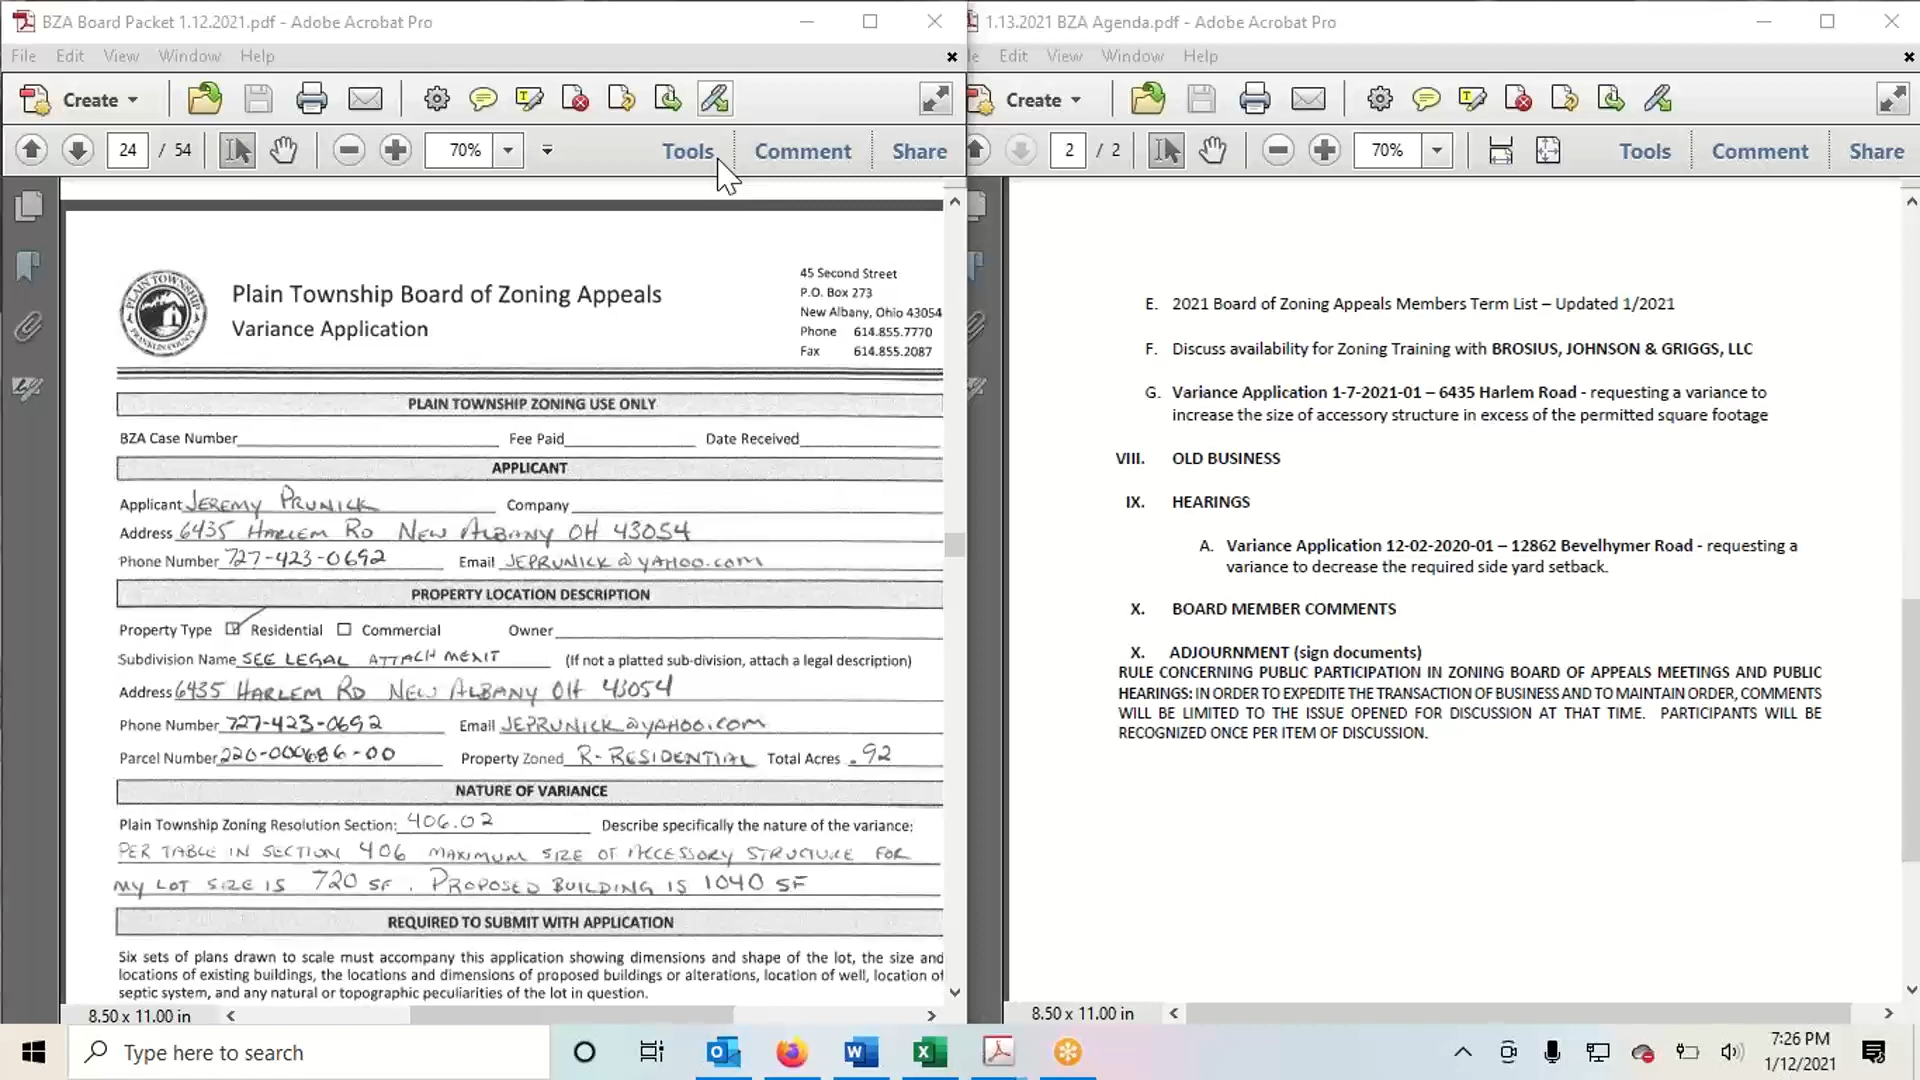 BZA Board Packet 1.12.2021.pdf - Adobe Acrobat Pro
File Edit View Window Help
Create
24 / 54 70% Tools Comment Share
Plain Township Board of Zoning Appeals
Variance Application
45 Second Street
P.O. Box 273
New Albany, Ohio 43054
Phone 614.855.7770
Fax 614.855.2087
PLAIN TOWNSHIP ZONING USE ONLY
BZA Case Number Fee Paid Date Received
APPLICANT
Applicant JEREMY PRUNICK Company
Address 6435 HARLEM RD NEW ALBANY OH 43054
Phone Number 727-423-0692 Email JEPRUNICK@YAHOO.COM
PROPERTY LOCATION DESCRIPTION
Property Type Residential Commercial Owner
Subdivision Name SEE LEGAL ATTACHMENT (If not a platted sub-division, attach a legal description)
Address 6435 HARLEM RD NEW ALBANY OH 43054
Phone Number 727-423-0692 Email JEPRUNICK@YAHOO.COM
Parcel Number 220-000686-00 Property Zoned R-RESIDENTIAL Total Acres .92
NATURE OF VARIANCE
Plain Township Zoning Resolution Section: 406.02 Describe specifically the nature of the variance:
PER TABLE IN SECTION 406 MAXIMUM SIZE OF ACCESSORY STRUCTURE FOR
MY LOT SIZE IS 720 SF. PROPOSED BUILDING IS 1040 SF
REQUIRED TO SUBMIT WITH APPLICATION
Six sets of plans drawn to scale must accompany this application showing dimensions and shape of the lot, the size and
locations of existing buildings, the locations and dimensions of proposed buildings or alterations, location of well, location of
septic system, and any natural or topographic peculiarities of the lot in question.
8.50 x 11.00 in
1.13.2021 BZA Agenda.pdf - Adobe Acrobat Pro
Edit View Window Help
Create
2 / 2 70% Tools Comment Share
E. 2021 Board of Zoning Appeals Members Term List – Updated 1/2021
F. Discuss availability for Zoning Training with BROSIUS, JOHNSON & GRIGGS, LLC
G. Variance Application 1-7-2021-01 – 6435 Harlem Road - requesting a variance to
increase the size of accessory structure in excess of the permitted square footage
VIII. OLD BUSINESS
IX. HEARINGS
A. Variance Application 12-02-2020-01 – 12862 Bevelhymer Road - requesting a
variance to decrease the required side yard setback.
X. BOARD MEMBER COMMENTS
X. ADJOURNMENT (sign documents)
RULE CONCERNING PUBLIC PARTICIPATION IN ZONING BOARD OF APPEALS MEETINGS AND PUBLIC
HEARINGS: IN ORDER TO EXPEDITE THE TRANSACTION OF BUSINESS AND TO MAINTAIN ORDER, COMMENTS
WILL BE LIMITED TO THE ISSUE OPENED FOR DISCUSSION AT THAT TIME. PARTICIPANTS WILL BE
RECOGNIZED ONCE PER ITEM OF DISCUSSION.
8.50 x 11.00 in
Type here to search
7:26 PM
1/12/2021